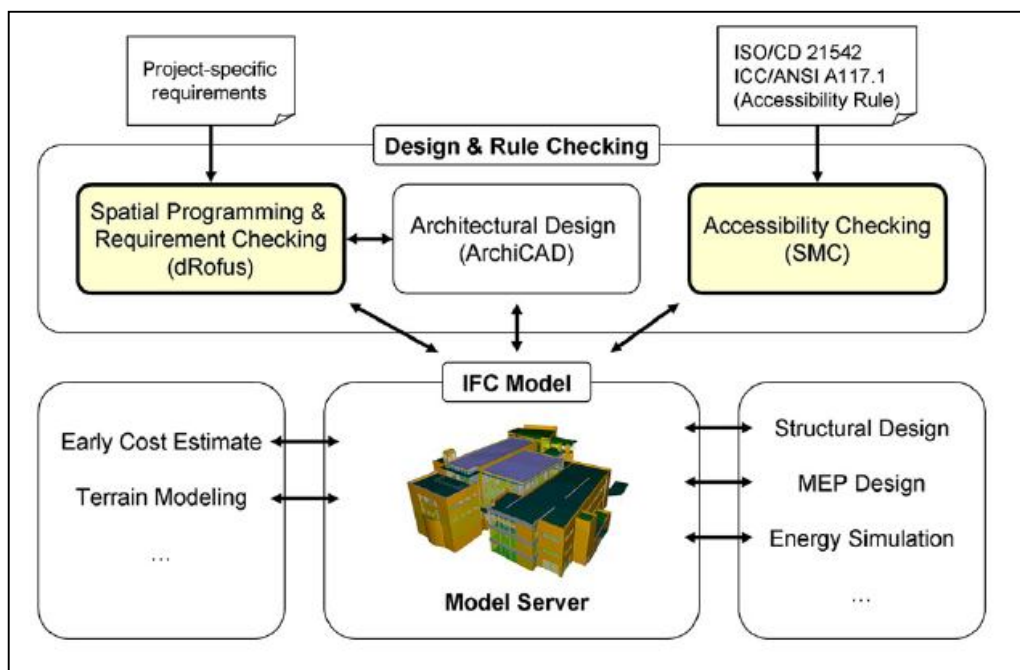 Project-specific
requirements
ISO/CD 21542
ICC/ANSI A117.1
(Accessibility Rule)
Design & Rule Checking
Spatial Programming &
Requirement Checking
(dRofus)
Architectural Design
(ArchiCAD)
Accessibility Checking
(SMC)
IFC Model
Early Cost Estimate
Terrain Modeling
...
Model Server
Structural Design
MEP Design
Energy Simulation
...